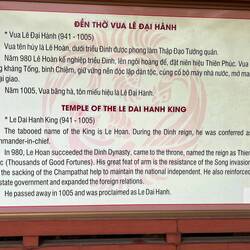 ĐỀN THỜ VUA LÊ ĐẠI HÀNH
* Vua Lê Đại Hành (941 - 1005)
Vua tên húy là Lê Hoàn, dưới triều Đinh được phong làm Thập Đạo Tướng quân.
Năm 980 Lê Hoàn kế nghiệp triều Đinh, lên ngôi hoàng đế, đặt niên hiệu Thiên Phúc. Vua
kháng Tống, bình Chiêm, giữ vững nền độc lập dân tộc, củng cố bộ máy nhà nước, mở
ại giao.
Năm 1005, Vua băng hà, tôn miếu hiệu là Lê Đại Hành.
TEMPLE OF THE LE DAI HANH KING
* Le Dai Hanh King (941 - 1005)
The tabooed name of the King is Le Hoan. During the Dinh reign, he was conferred as
mmander-in-chief.
In 980, Le Hoan succeeded the Dinh Dynasty, came to the throne, named the reign as Thien
c (Thousands of Good Fortunes). His great feat of arm is the resistance of the Song invasion
the sacking of the Champathat help to maintain the national independence. He also reinforced
state government and expanded the foreign relations.
He passed away in 1005 and was proclaimed as Le Dai Hanh.